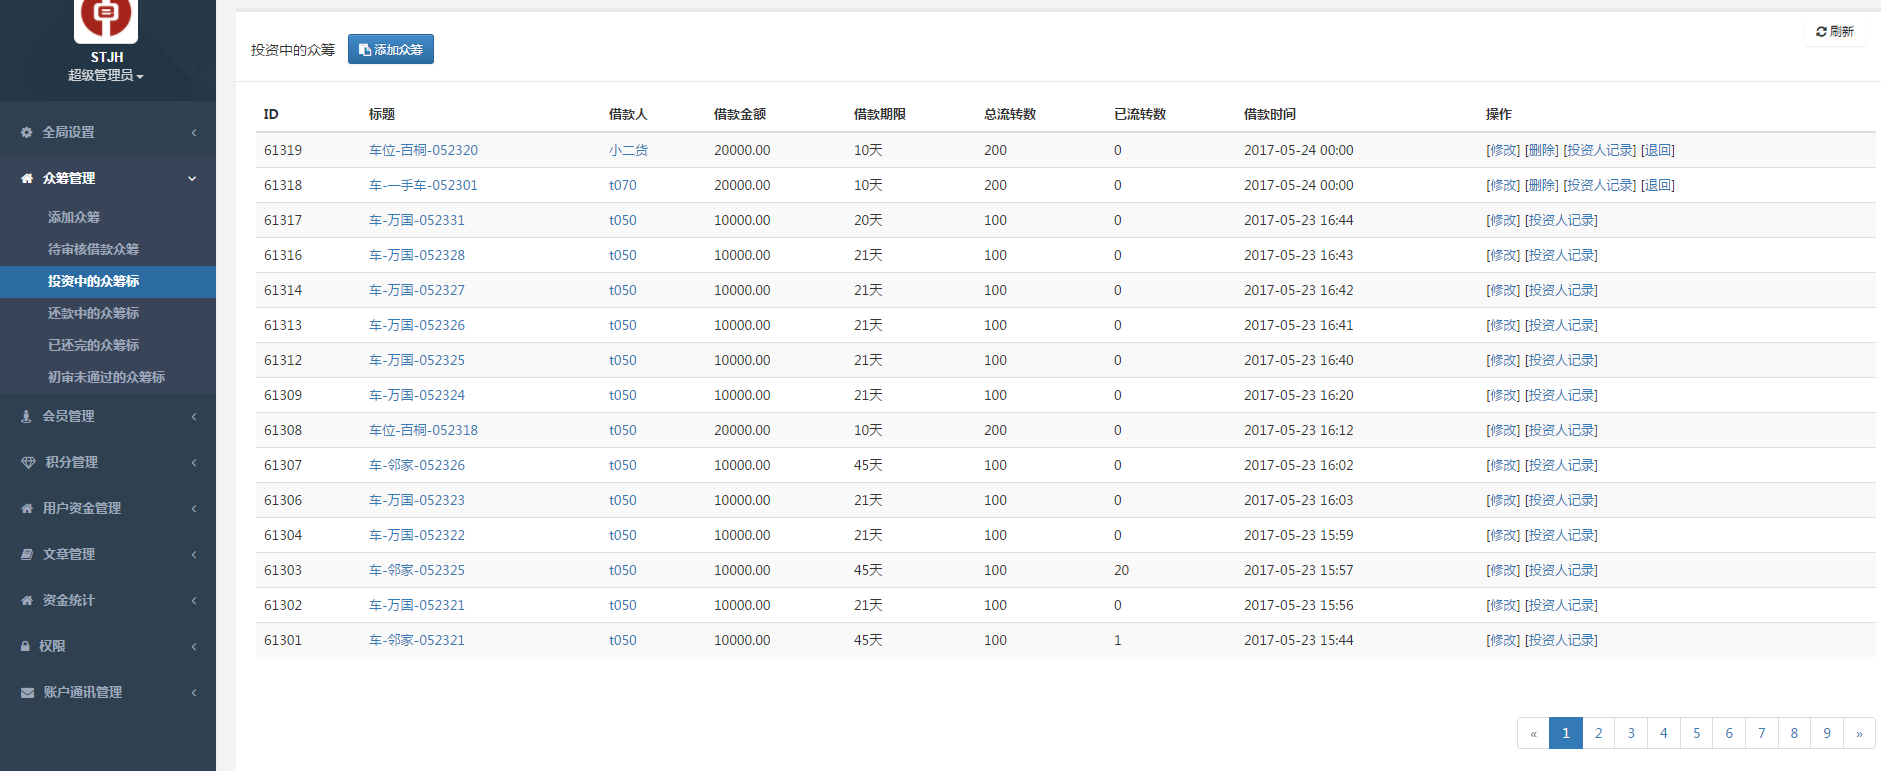 STJH
超级管理员
全局设置
众筹管理
添加众筹
待审核借款众筹
投资中的众筹标
还款中的众筹标
已还完的众筹标
初审未通过的众筹标
会员管理
积分管理
用户资金管理
文章管理
资金统计
权限
账户通讯管理
投资中的众筹 添加众筹 刷新
ID 标题 借款人 借款金额 借款期限 总流转数 已流转数 借款时间 操作
61319 车位-百桐-052320 小二货 20000.00 10天 200 0 2017-05-24 00:00 [修改] [删除] [投资人记录] [退回]
61318 车-一手车-052301 t070 20000.00 10天 200 0 2017-05-24 00:00 [修改] [删除] [投资人记录] [退回]
61317 车-万国-052331 t050 10000.00 20天 100 0 2017-05-23 16:44 [修改] [投资人记录]
61316 车-万国-052328 t050 10000.00 21天 100 0 2017-05-23 16:43 [修改] [投资人记录]
61314 车-万国-052327 t050 10000.00 21天 100 0 2017-05-23 16:42 [修改] [投资人记录]
61313 车-万国-052326 t050 10000.00 21天 100 0 2017-05-23 16:41 [修改] [投资人记录]
61312 车-万国-052325 t050 10000.00 21天 100 0 2017-05-23 16:40 [修改] [投资人记录]
61309 车-万国-052324 t050 10000.00 21天 100 0 2017-05-23 16:20 [修改] [投资人记录]
61308 车位-百桐-052318 t050 20000.00 10天 200 0 2017-05-23 16:12 [修改] [投资人记录]
61307 车-邻家-052326 t050 10000.00 45天 100 0 2017-05-23 16:02 [修改] [投资人记录]
61306 车-万国-052323 t050 10000.00 21天 100 0 2017-05-23 16:03 [修改] [投资人记录]
61304 车-万国-052322 t050 10000.00 21天 100 0 2017-05-23 15:59 [修改] [投资人记录]
61303 车-邻家-052325 t050 10000.00 45天 100 20 2017-05-23 15:57 [修改] [投资人记录]
61302 车-万国-052321 t050 10000.00 21天 100 0 2017-05-23 15:56 [修改] [投资人记录]
61301 车-邻家-052321 t050 10000.00 45天 100 1 2017-05-23 15:44 [修改] [投资人记录]
« 1 2 3 4 5 6 7 8 9 »